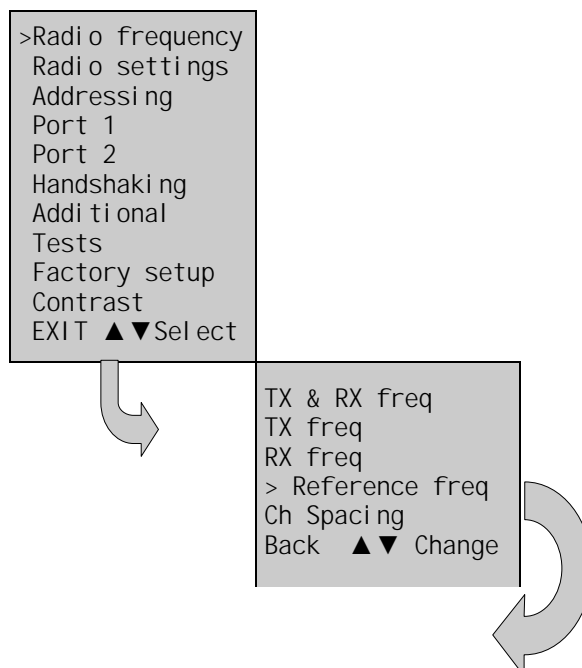 >Radio frequency
Radio settings
Addressing
Port 1
Port 2
Handshaking
Additional
Tests
Factory setup
Contrast
EXIT ▲▼Select
TX & RX freq
TX freq
RX freq
> Reference freq
Ch Spacing
Back ▲▼ Change